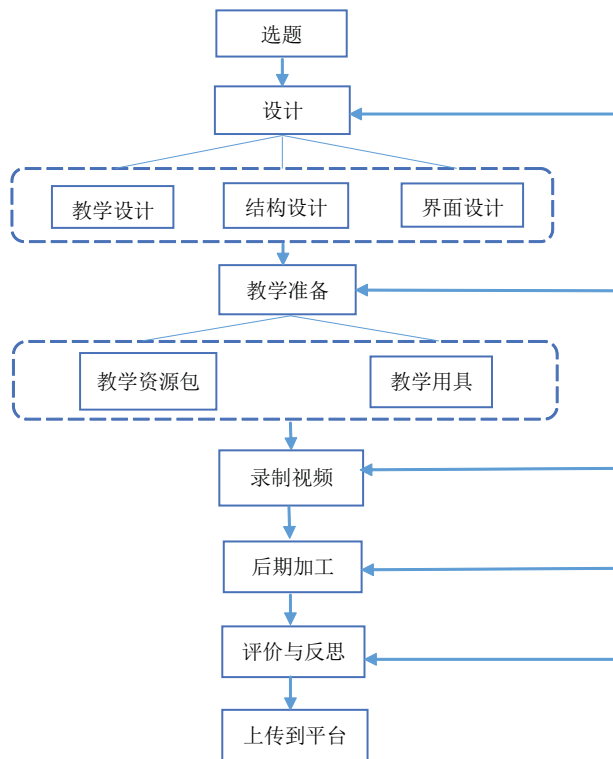 选题
设计
教学设计
结构设计
界面设计
教学准备
教学资源包
教学用具
录制视频
后期加工
评价与反思
上传到平台